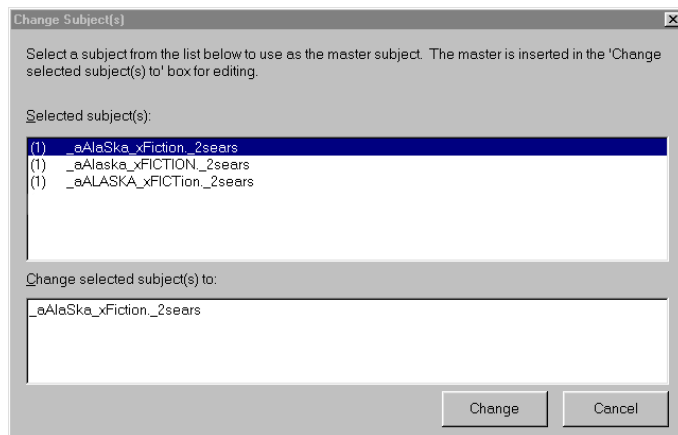 Change Subject(s)
Select a subject from the list below to use as the master subject. The master is inserted in the 'Change
selected subject(s) to' box for editing.
Selected subject(s):
(1) _aAlaSka_xFiction._2sears
(1) _aAlaska_xFICTION._2sears
(1) _aALASKA_xFICTion._2sears
Change selected subject(s) to:
_aAlaSka_xFiction._2sears
Change Cancel